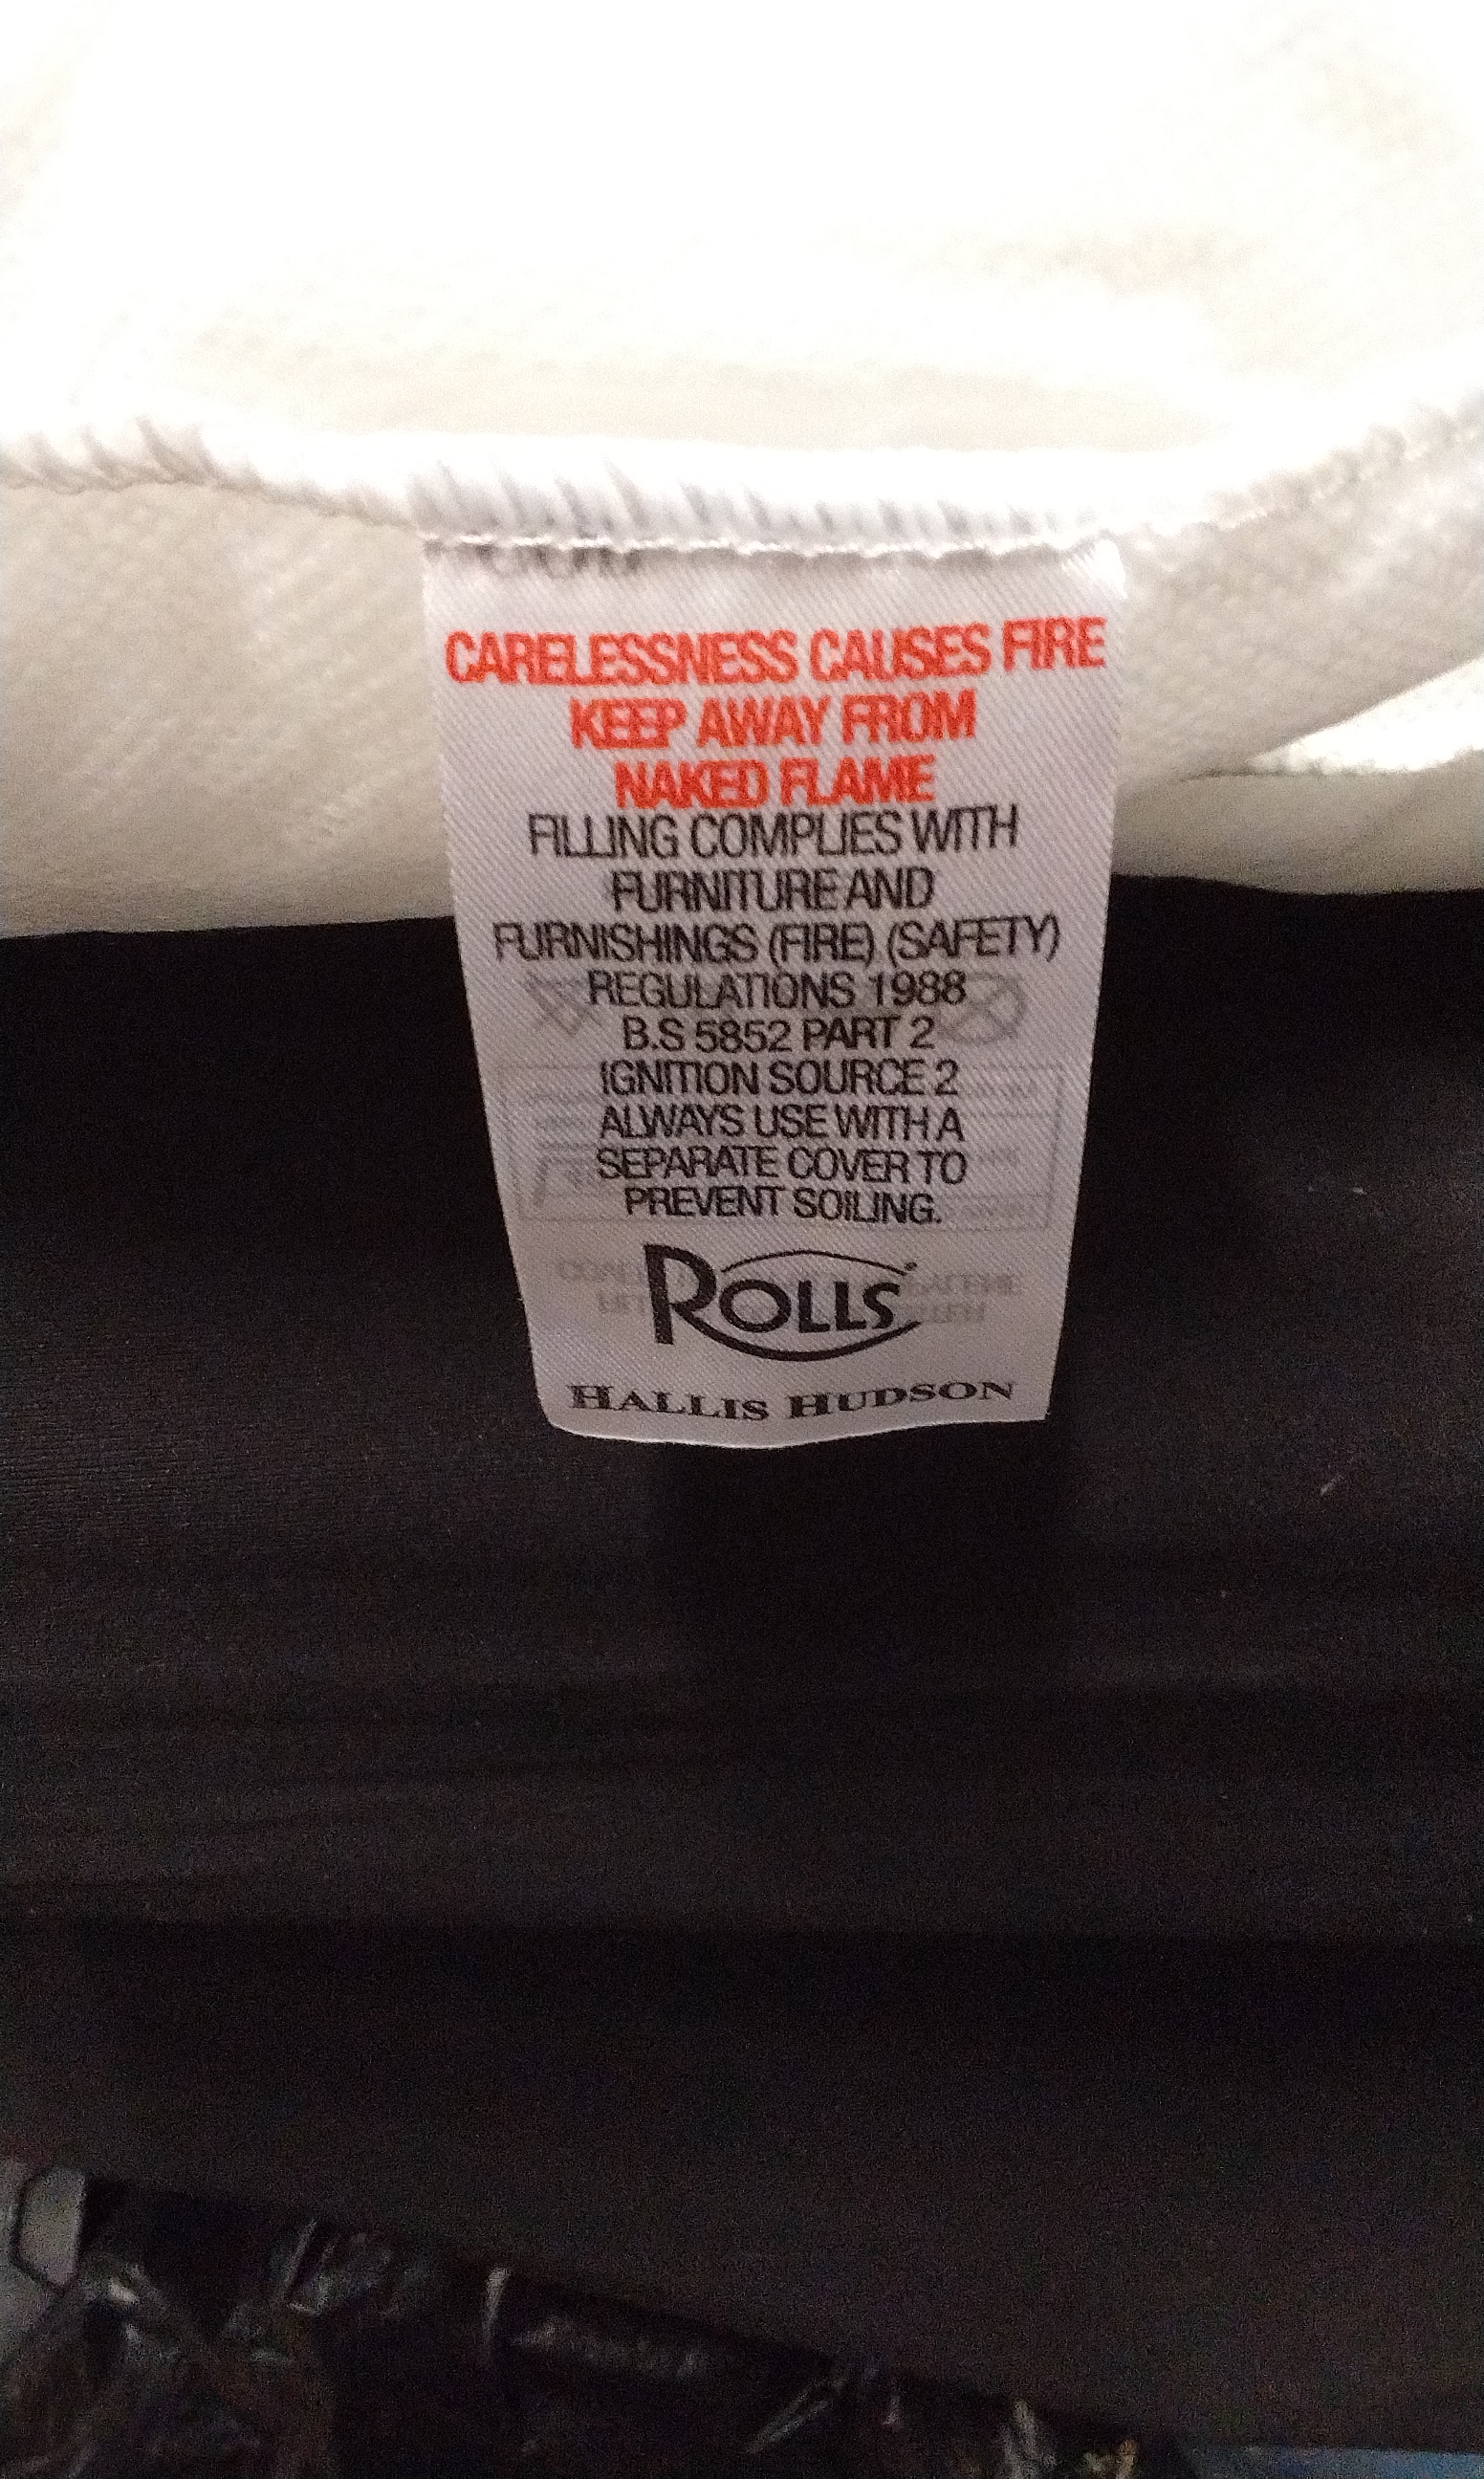 CARELESSNESS CAUSES FIRE
KEEP AWAY FROM
NAKED FLAME
FILLING COMPLIES WITH
FURNITURE AND
FURNISHINGS (FIRE) (SAFETY)
REGULATIONS 1988
B.S 5852 PART 2
IGNITION SOURCE 2
ALWAYS USE WITH A
SEPARATE COVER TO
PREVENT SOILING.
ROLLS
HALLIS HUDSON